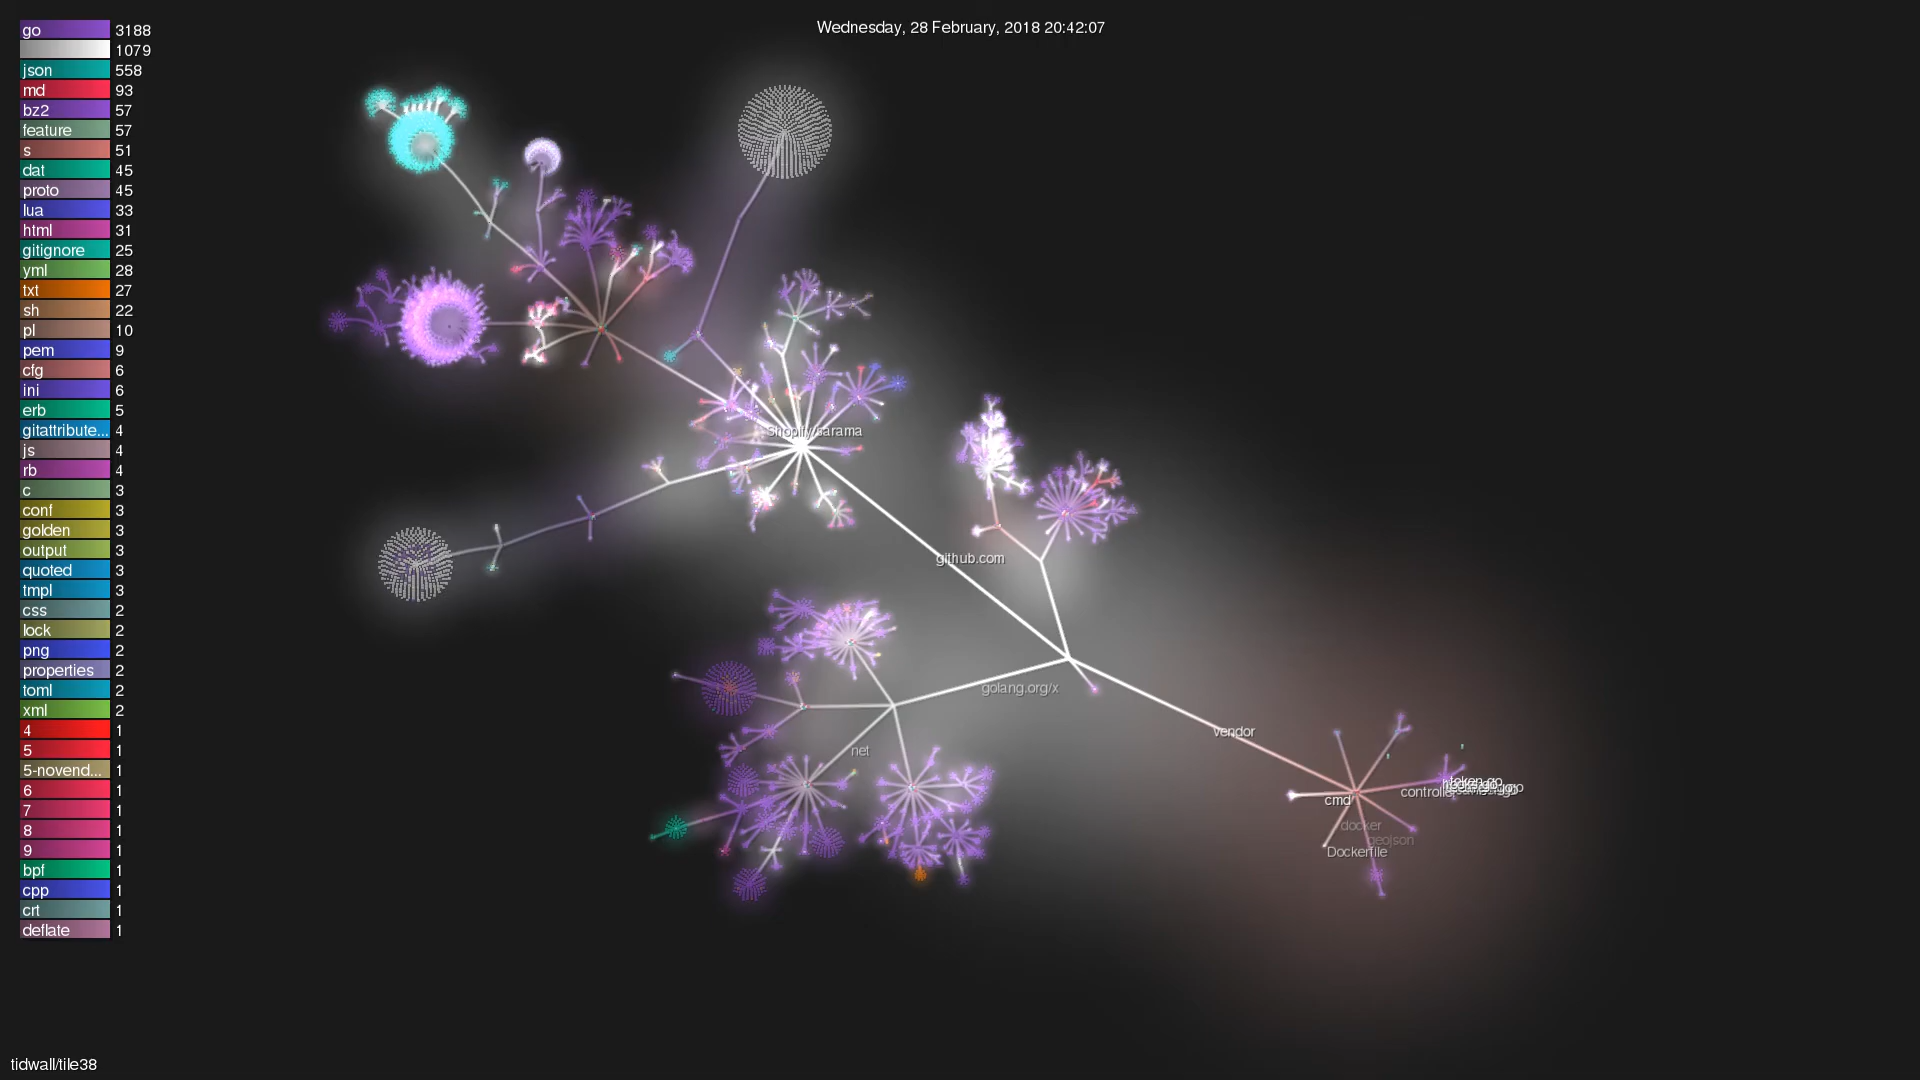 Wednesday, 28 February, 2018 20:42:07
go 3188
1079
json 558
md 93
bz2 57
feature 57
s 51
dat 45
proto 45
lua 33
html 31
gitignore 25
yml 28
txt 27
sh 22
pl 10
pem 9
cfg 6
ini 6
erb 5
gitattribute... 4
js 4
rb 4
c 3
conf 3
golden 3
output 3
quoted 3
tmpl 3
css 2
lock 2
png 2
properties 2
toml 2
xml 2
4 1
5 1
5-novend... 1
6 1
7 1
8 1
9 1
bpf 1
cpp 1
crt 1
deflate 1
Shopify/sarama
github.com
golang.org/x
vendor
net
token.go
cmd
docker
geojson
Dockerfile
tidwall/tile38